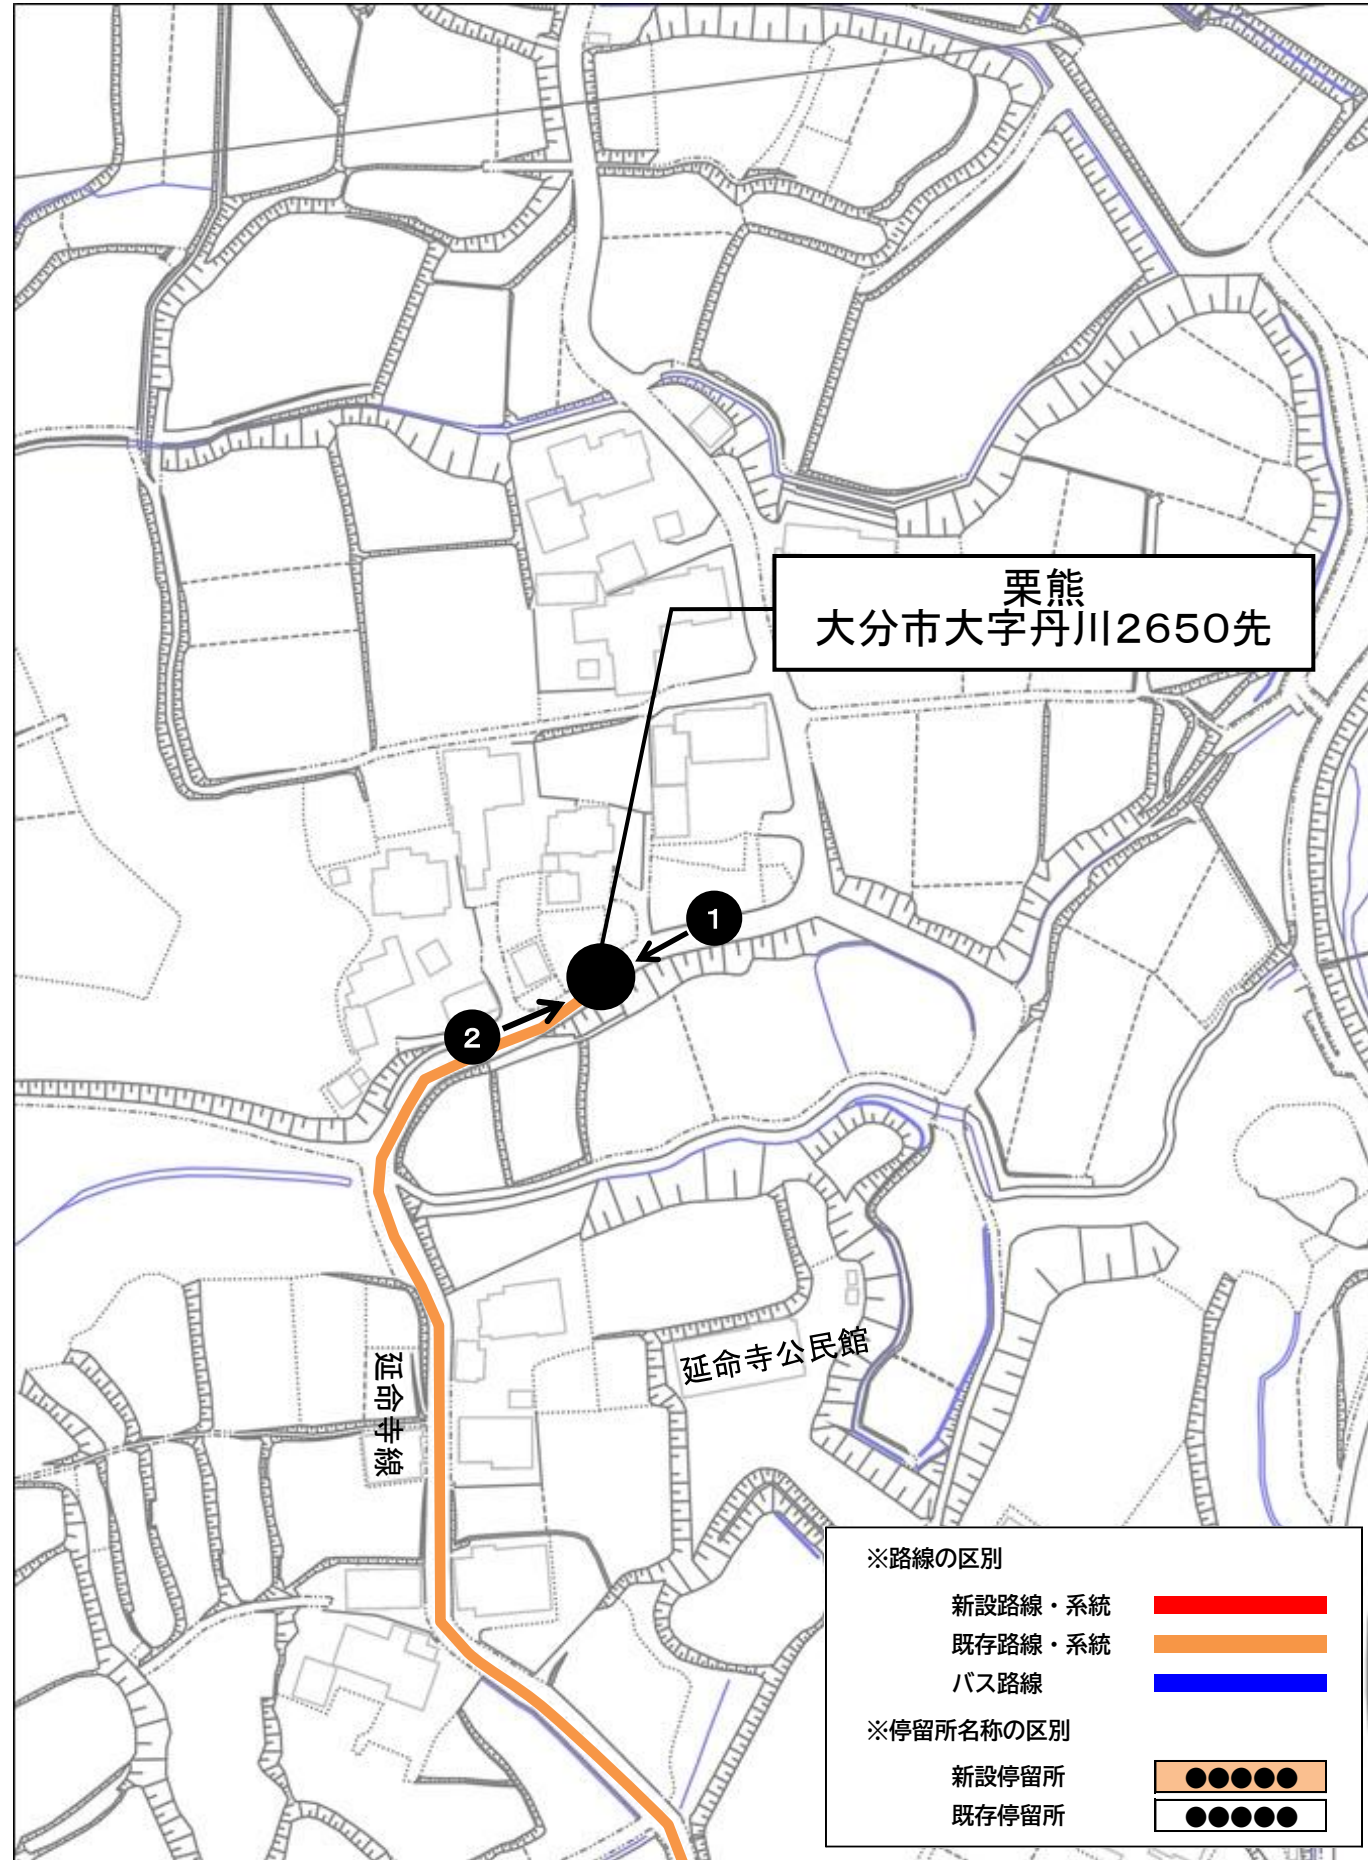 栗熊
大分市大字丹川2650先
1
2
延命寺公民館
延命寺線
※路線の区別
新設路線・系統
既存路線・系統
バス路線
※停留所名称の区別
新設停留所 ●●●●●
既存停留所 ●●●●●